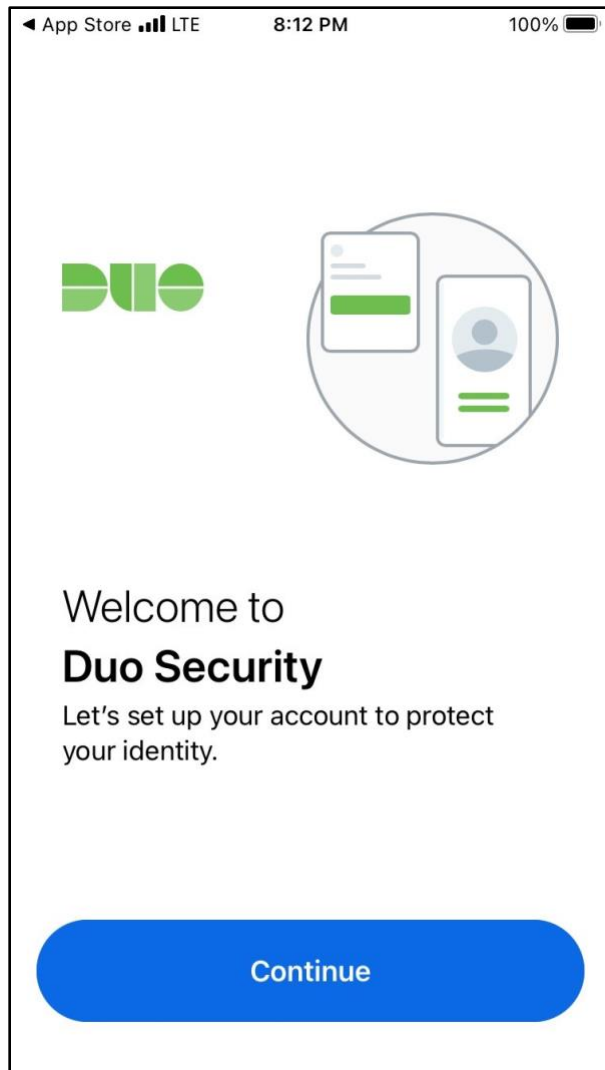 ◀ App Store LTE 8:12 PM 100%
DUO
Welcome to
Duo Security
Let's set up your account to protect
your identity.
Continue